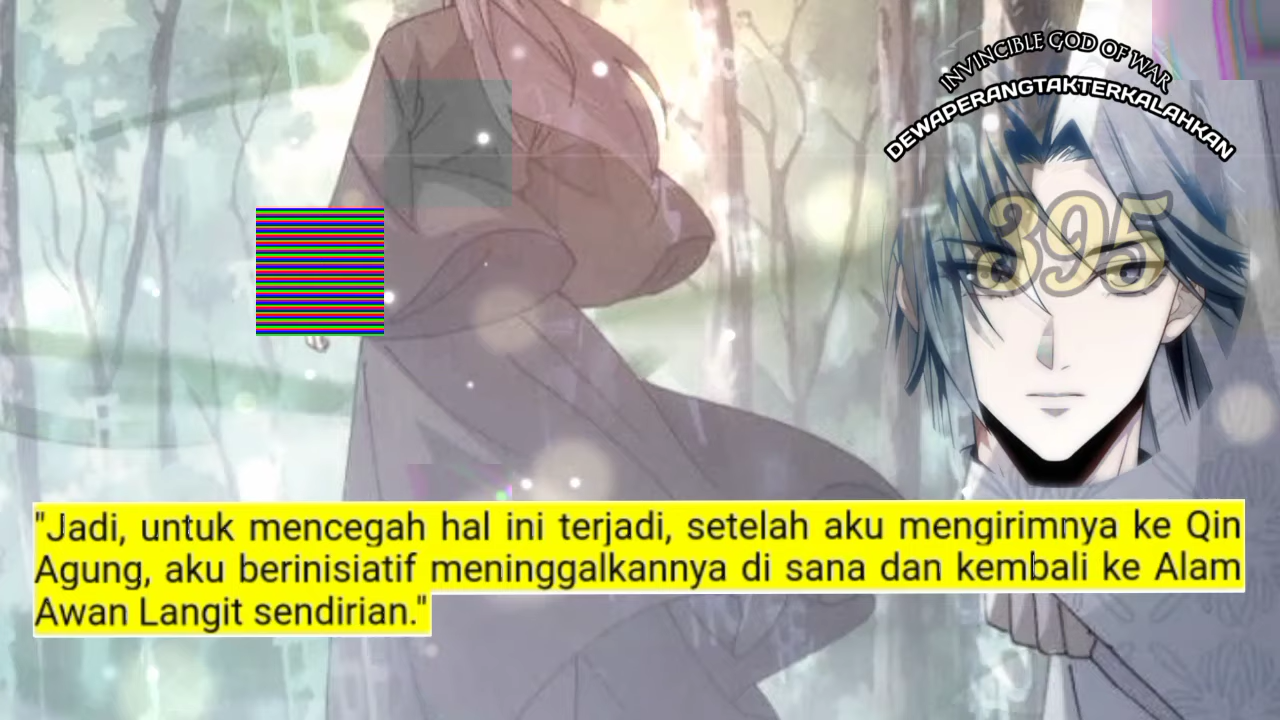 INVINCIBLE GOD OF WAR
DEWAPERANGTAKTERKALAHKAN
395
"Jadi, untuk mencegah hal ini terjadi, setelah aku mengirimnya ke Qin
Agung, aku berinisiatif meninggalkannya di sana dan kembali ke Alam
Awan Langit sendirian."